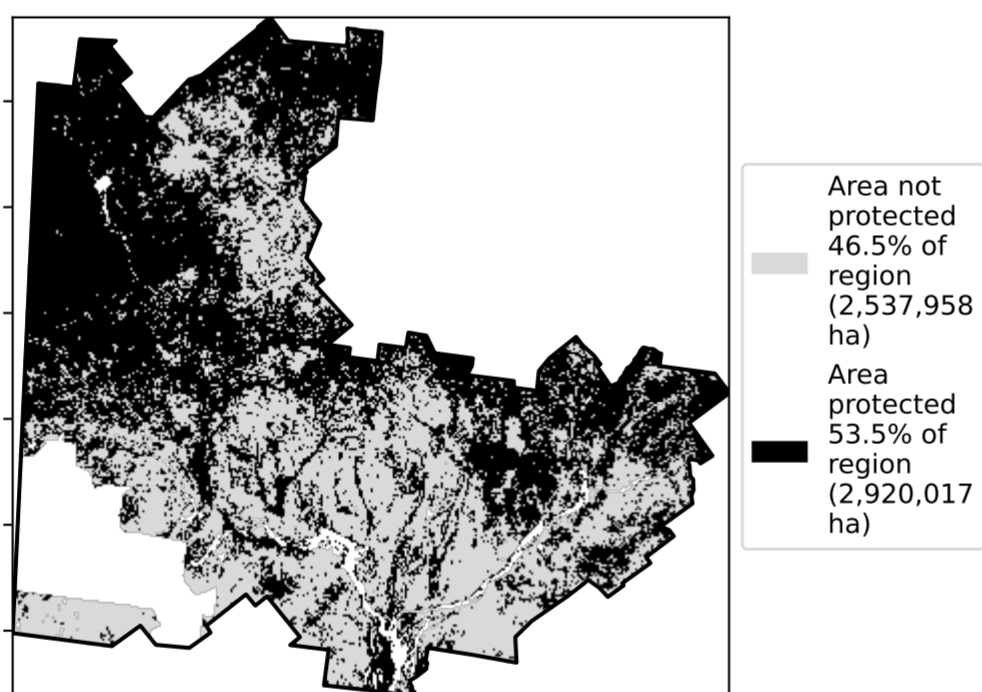 Area not
protected
46.5% of
region
(2,537,958
ha)
Area
protected
53.5% of
region
(2,920,017
ha)